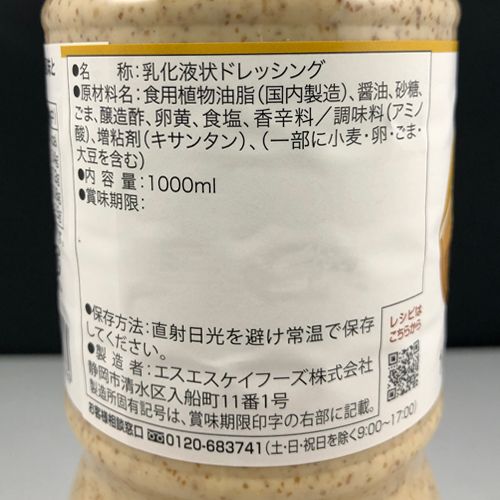 ●名　　称:乳化液状ドレッシング
●原材料名:食用植物油脂(国内製造)、醤油、砂糖、
ごま、醸造酢、卵黄、食塩、香辛料／調味料(アミノ
酸)、増粘剤(キサンタン)、(一部に小麦・卵・ごま・
大豆を含む)
●内 容 量:1000ml
●賞味期限:
●保存方法:直射日光を避け常温で保存
してください。
●製 造 者:エスエスケイフーズ株式会社
静岡市清水区入船町11番1号
製造所固有記号は、賞味期限印字の右部に記載。
お客様相談窓口 0120-683741(土・日・祝日を除く9:00~17:00)
レシピは
こちらから